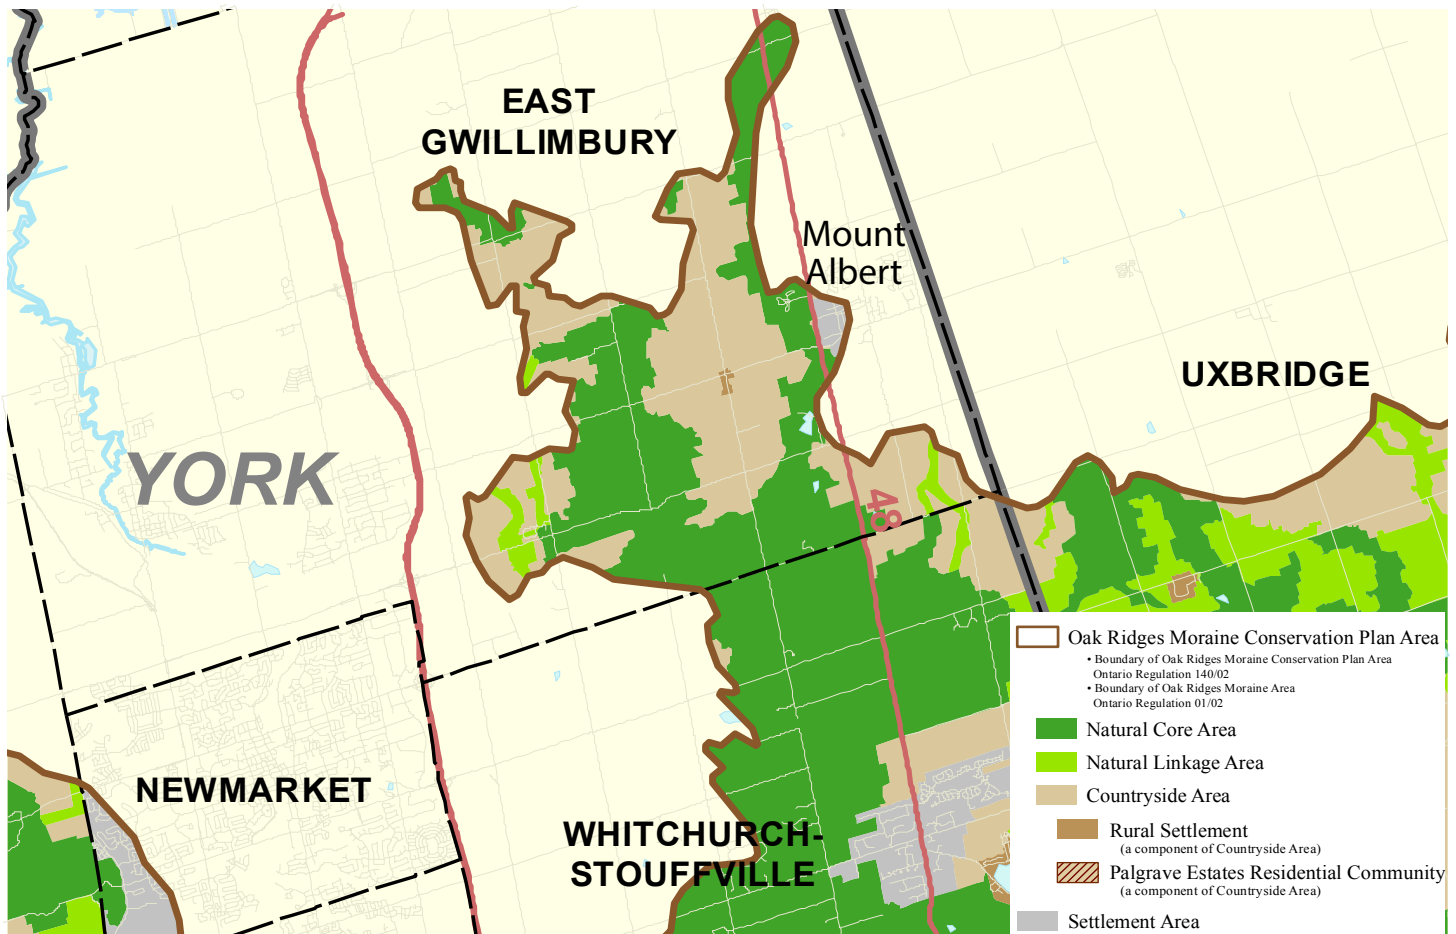 EAST
GWILLIMBURY
Mount
Albert
UXBRIDGE
YORK
48
NEWMARKET
WHITCHURCH-
STOUFFVILLE
Oak Ridges Moraine Conservation Plan Area
• Boundary of Oak Ridges Moraine Conservation Plan Area
Ontario Regulation 140/02
• Boundary of Oak Ridges Moraine Area
Ontario Regulation 01/02
Natural Core Area
Natural Linkage Area
Countryside Area
Rural Settlement
(a component of Countryside Area)
Palgrave Estates Residential Community
(a component of Countryside Area)
Settlement Area